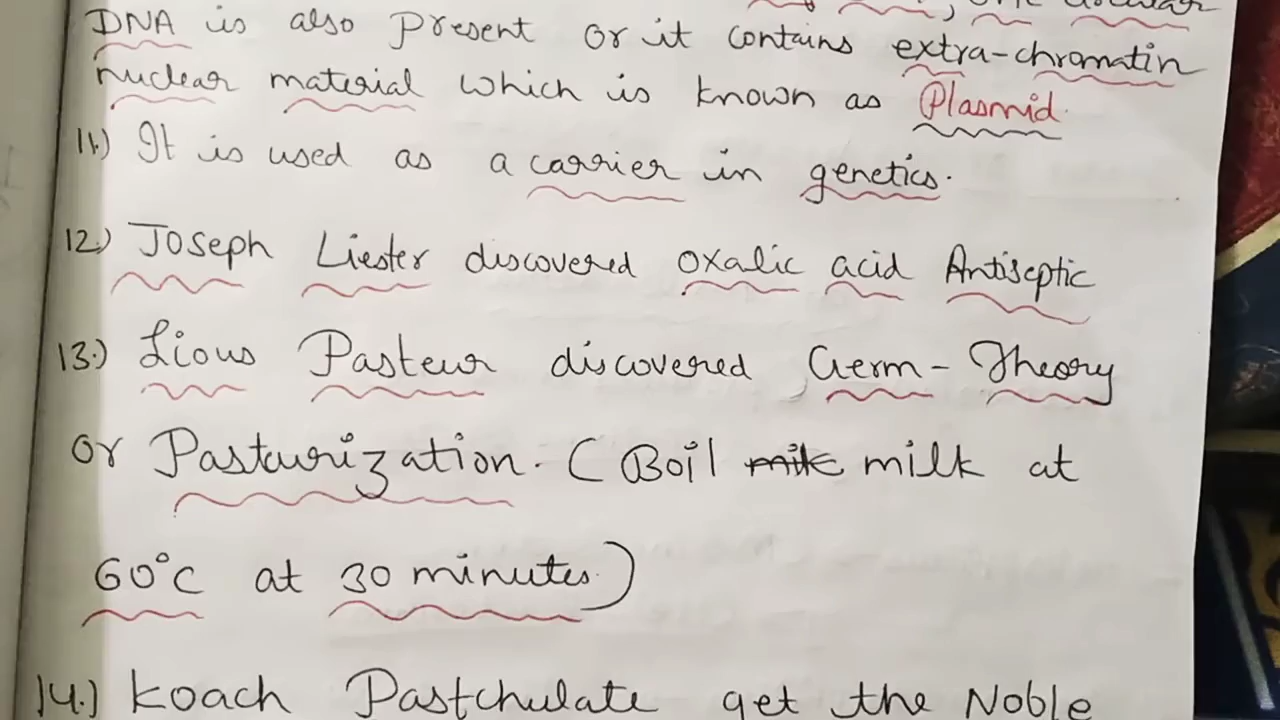 DNA is also Present or it contains extra-chromatin
nuclear material which is known as Plasmid.
11.) It is used as a carrier in genetics.
12.) Joseph Liester discovered oxalic acid Antiseptic
13.) Lious Pasteur discovered Germ-Theory
or Pasturization. (Boil milk at
60°C at 30 minutes.)
14.) Koach Pastchulate get the Noble